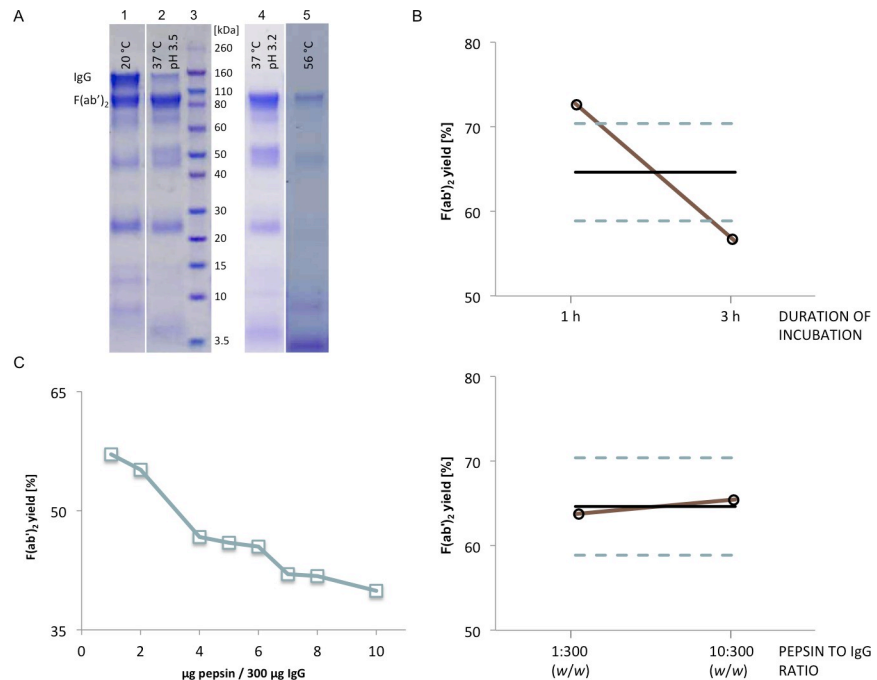 A
1 2 3 4 5
[kDa]
20 °C
37 °C
pH 3.5
37 °C
pH 3.2
56 °C
IgG
F(ab')₂
260
160
110
80
60
50
40
30
20
15
10
3.5
B
80
70
60
50
F(ab')₂ yield [%]
1 h 3 h
DURATION OF
INCUBATION
80
70
60
50
F(ab')₂ yield [%]
1:300 10:300 PEPSIN TO IgG
(w/w) (w/w) RATIO
C
65
50
35
F(ab')₂ yield [%]
0 2 4 6 8 10
µg pepsin / 300 µg IgG